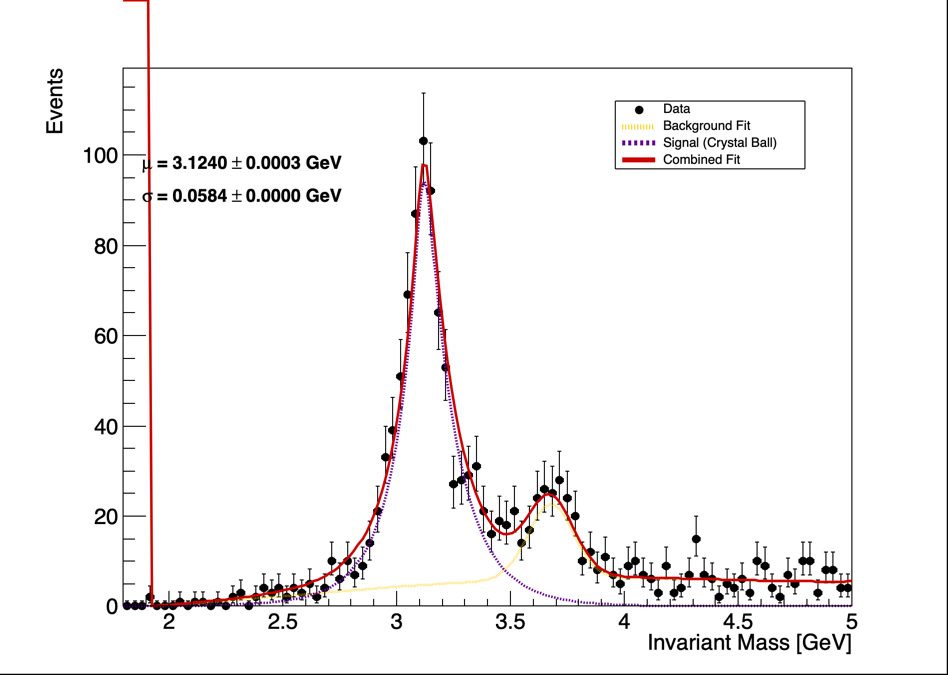 Events
100
80
60
40
20
0
μ = 3.1240 ± 0.0003 GeV
σ = 0.0584 ± 0.0000 GeV
Data
Background Fit
Signal (Crystal Ball)
Combined Fit
2 2.5 3 3.5 4 4.5 5
Invariant Mass [GeV]